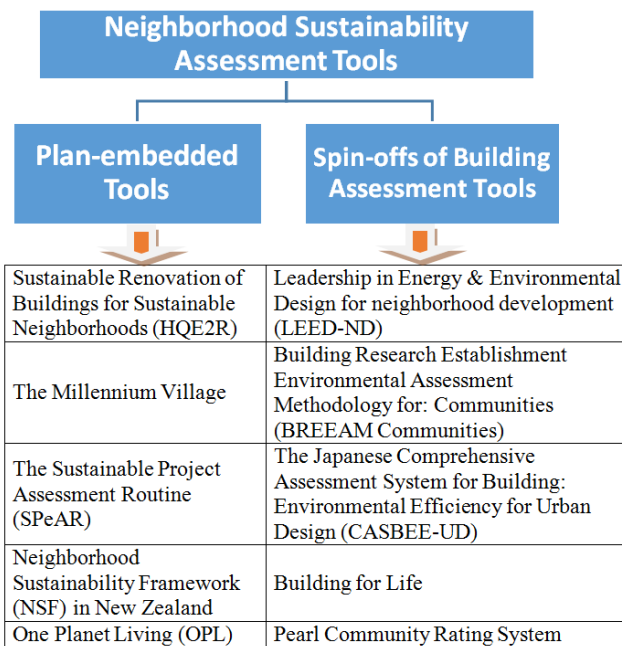 Neighborhood Sustainability
Assessment Tools
Plan-embedded
Tools
Spin-offs of Building
Assessment Tools
Sustainable Renovation of
Buildings for Sustainable
Neighborhoods (HQE2R)
Leadership in Energy & Environmental
Design for neighborhood development
(LEED-ND)
The Millennium Village
Building Research Establishment
Environmental Assessment
Methodology for: Communities
(BREEAM Communities)
The Sustainable Project
Assessment Routine
(SPeAR)
The Japanese Comprehensive
Assessment System for Building:
Environmental Efficiency for Urban
Design (CASBEE-UD)
Neighborhood
Sustainability Framework
(NSF) in New Zealand
Building for Life
One Planet Living (OPL)
Pearl Community Rating System